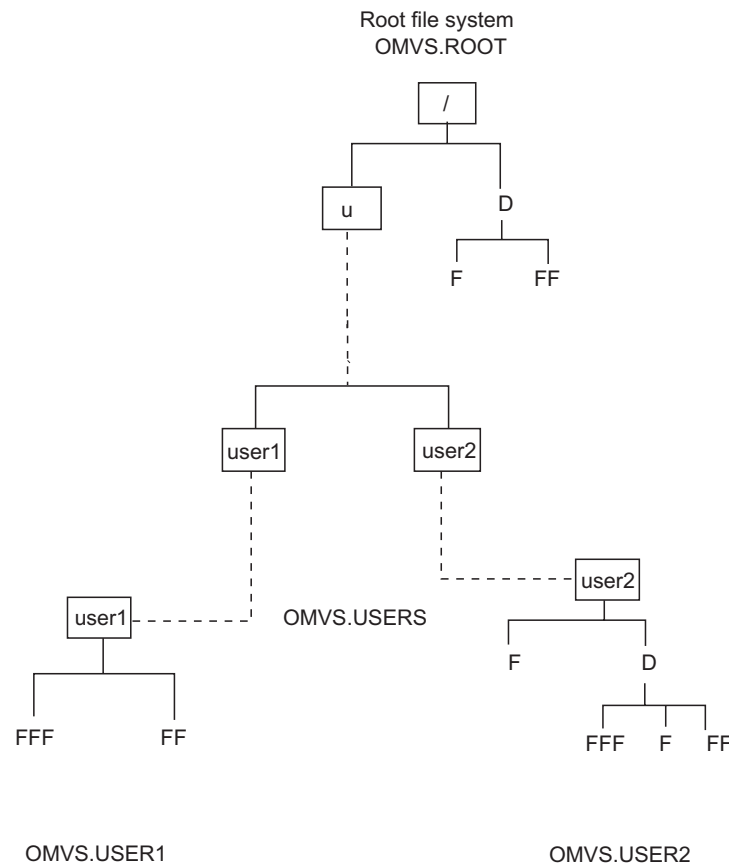 Root file system
OMVS.ROOT
/
u
D
F FF
user1 user2
user2
user1
OMVS.USERS
F D
FFF FF
FFF F FF
OMVS.USER1 OMVS.USER2